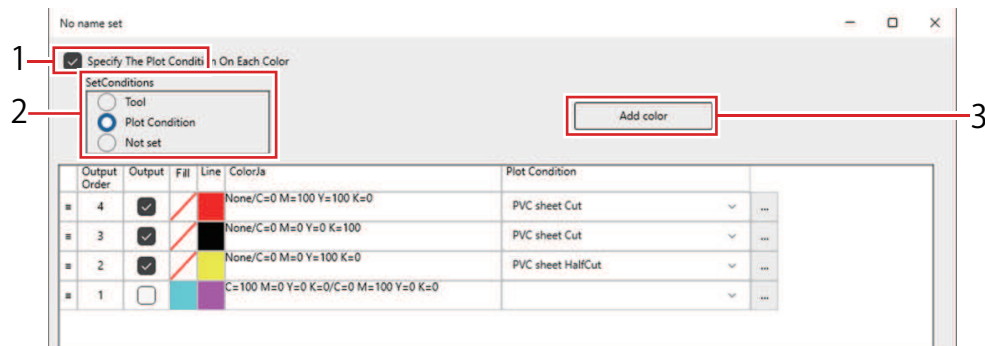 No name set
1
Specify The Plot Condition On Each Color
2
SetConditions
Tool
Plot Condition
Not set
Add color
3
Output Order Output Fill Line ColorJa Plot Condition
4 None/C=0 M=100 Y=100 K=0 PVC sheet Cut ...
3 None/C=0 M=0 Y=0 K=100 PVC sheet Cut ...
2 None/C=0 M=0 Y=100 K=0 PVC sheet HalfCut ...
1 C=100 M=0 Y=0 K=0/C=0 M=100 Y=0 K=0 ...